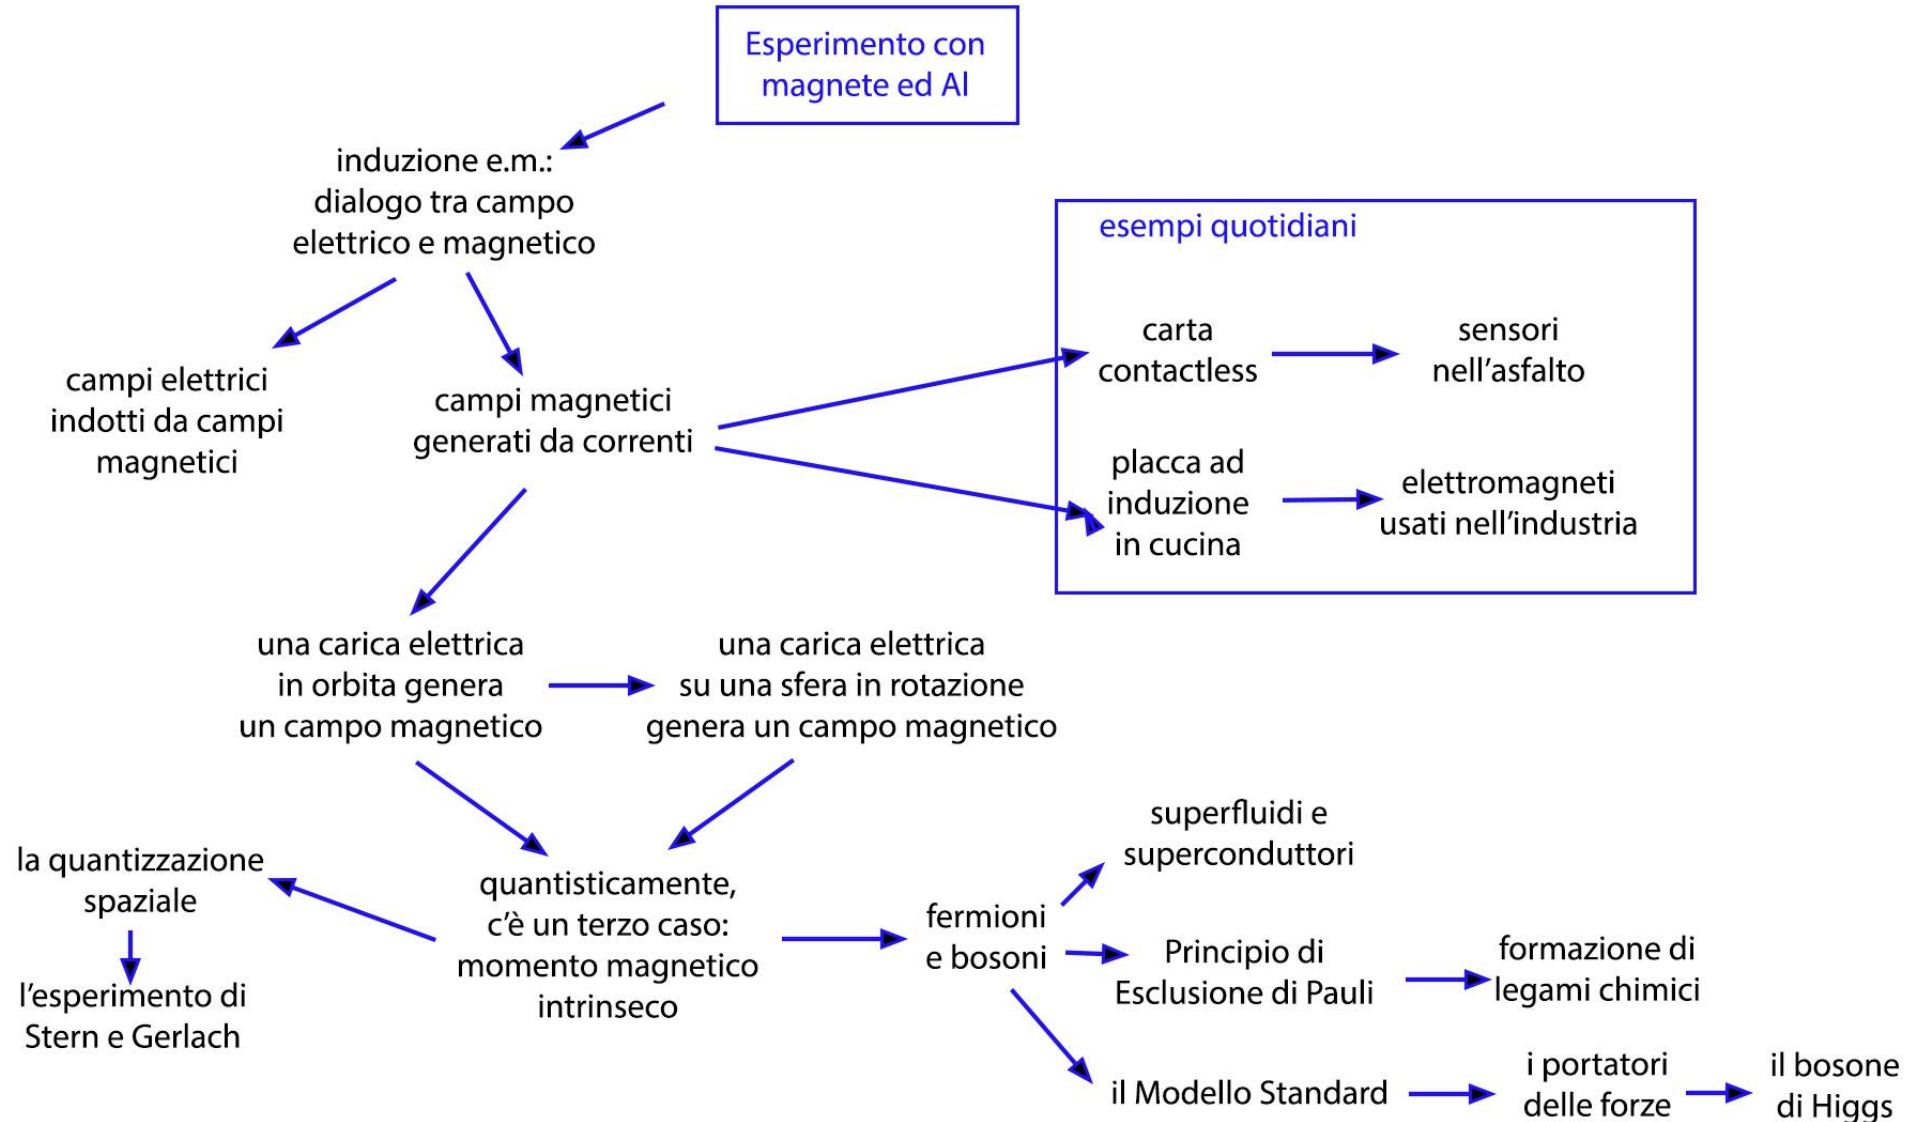 Esperimento con
magnete ed Al
induzione e.m.:
dialogo tra campo
elettrico e magnetico
esempi quotidiani
campi elettrici
indotti da campi
magnetici
campi magnetici
generati da correnti
carta
contactless
sensori
nell’asfalto
placca ad
induzione
in cucina
elettromagneti
usati nell’industria
una carica elettrica
in orbita genera
un campo magnetico
una carica elettrica
su una sfera in rotazione
genera un campo magnetico
la quantizzazione
spaziale
l’esperimento di
Stern e Gerlach
quantisticamente,
c’è un terzo caso:
momento magnetico
intrinseco
fermioni
e bosoni
superfluidi e
superconduttori
Principio di
Esclusione di Pauli
formazione di
legami chimici
il Modello Standard
i portatori
delle forze
il bosone
di Higgs